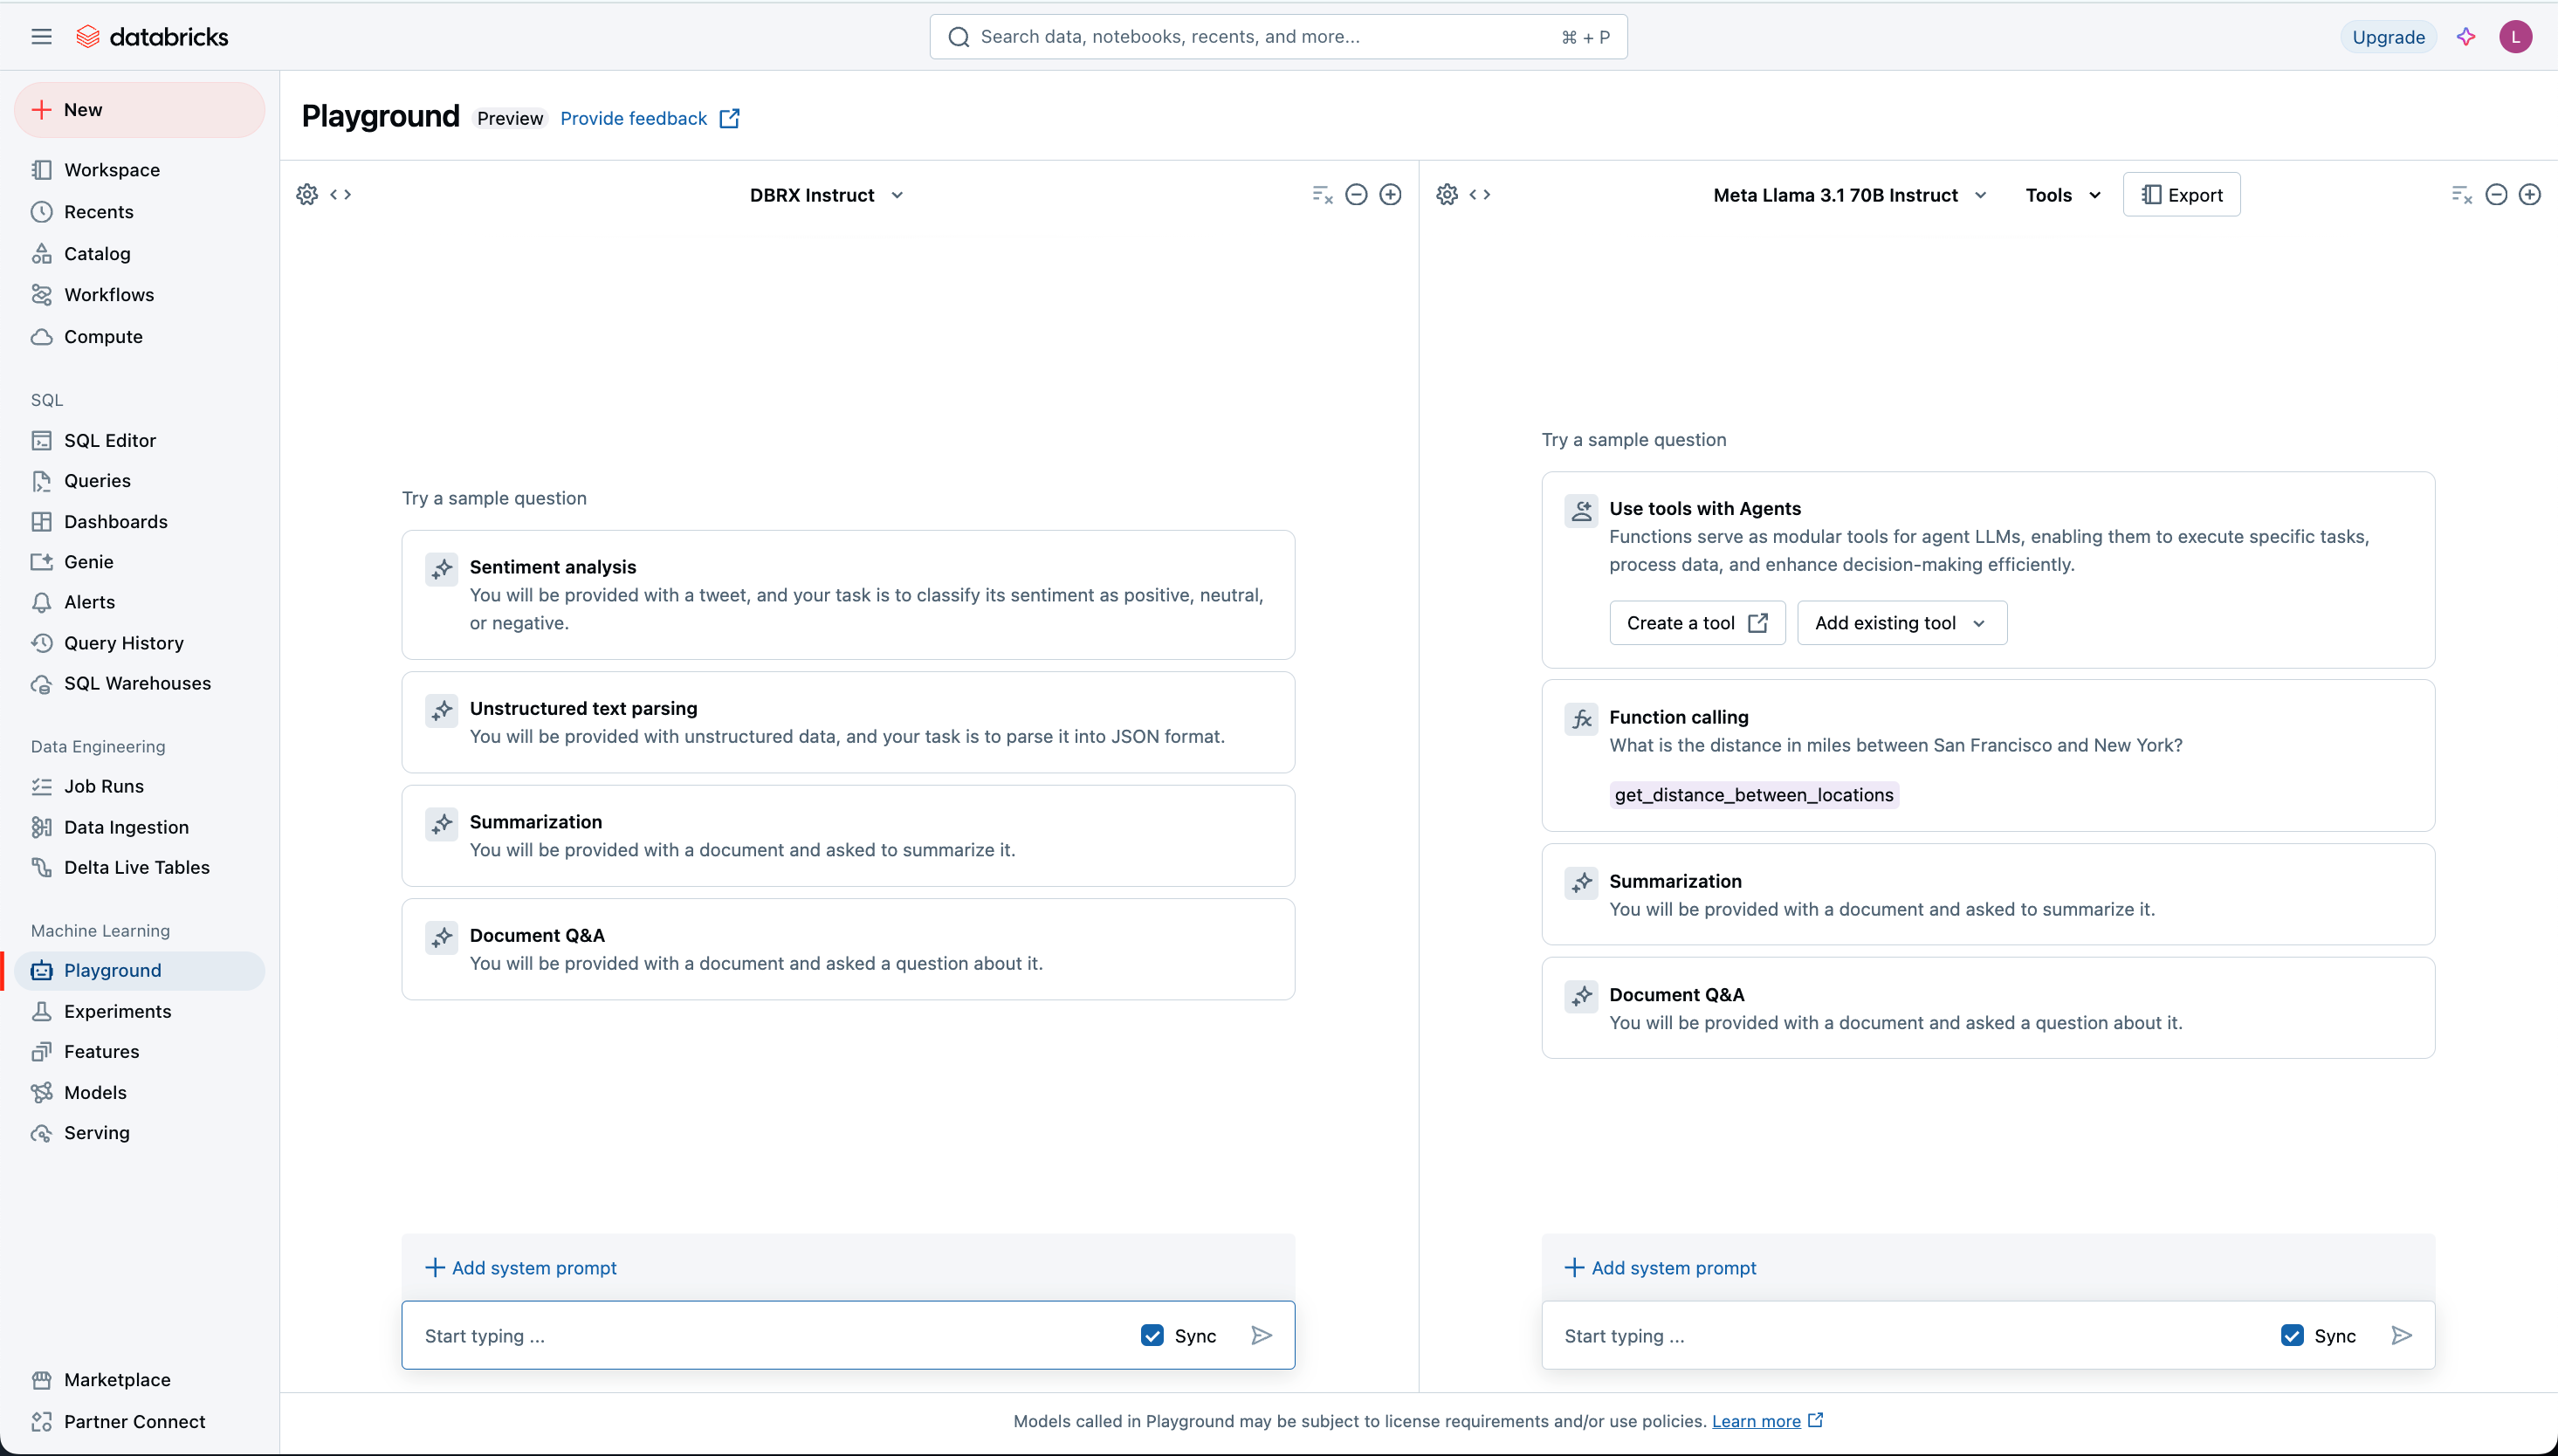 databricks
Search data, notebooks, recents, and more...
⌘ + P
Upgrade
L
New
Workspace
Recents
Catalog
Workflows
Compute
SQL
SQL Editor
Queries
Dashboards
Genie
Alerts
Query History
SQL Warehouses
Data Engineering
Job Runs
Data Ingestion
Delta Live Tables
Machine Learning
Playground
Experiments
Features
Models
Serving
Marketplace
Partner Connect
Playground Preview Provide feedback
DBRX Instruct
Try a sample question
Sentiment analysis
You will be provided with a tweet, and your task is to classify its sentiment as positive, neutral,
or negative.
Unstructured text parsing
You will be provided with unstructured data, and your task is to parse it into JSON format.
Summarization
You will be provided with a document and asked to summarize it.
Document Q&A
You will be provided with a document and asked a question about it.
Add system prompt
Start typing ...
Sync
Meta Llama 3.1 70B Instruct
Tools
Export
Try a sample question
Use tools with Agents
Functions serve as modular tools for agent LLMs, enabling them to execute specific tasks,
process data, and enhance decision-making efficiently.
Create a tool
Add existing tool
fx
Function calling
What is the distance in miles between San Francisco and New York?
get_distance_between_locations
Summarization
You will be provided with a document and asked to summarize it.
Document Q&A
You will be provided with a document and asked a question about it.
Add system prompt
Start typing ...
Sync
Models called in Playground may be subject to license requirements and/or use policies. Learn more